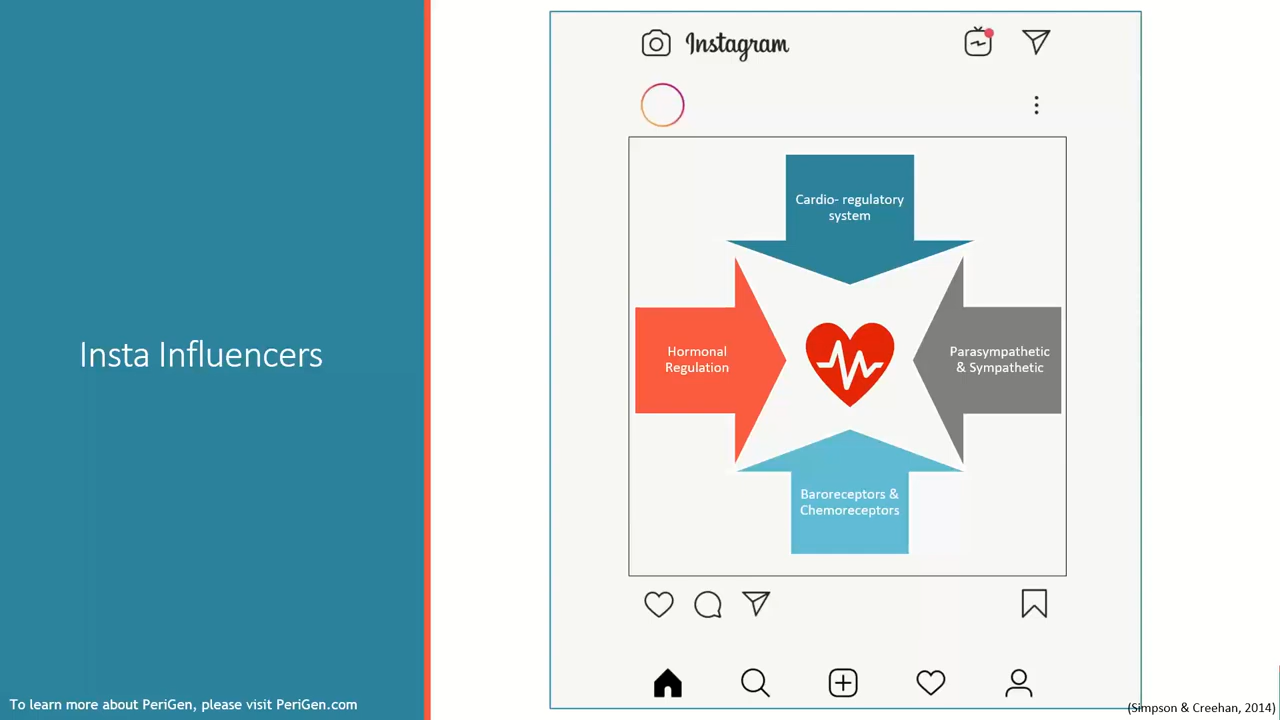 Insta Influencers
Instagram
Cardio- regulatory
system
Hormonal
Regulation
Parasympathetic
& Sympathetic
Baroreceptors &
Chemoreceptors
To learn more about PeriGen, please visit PeriGen.com
(Simpson & Creehan, 2014)